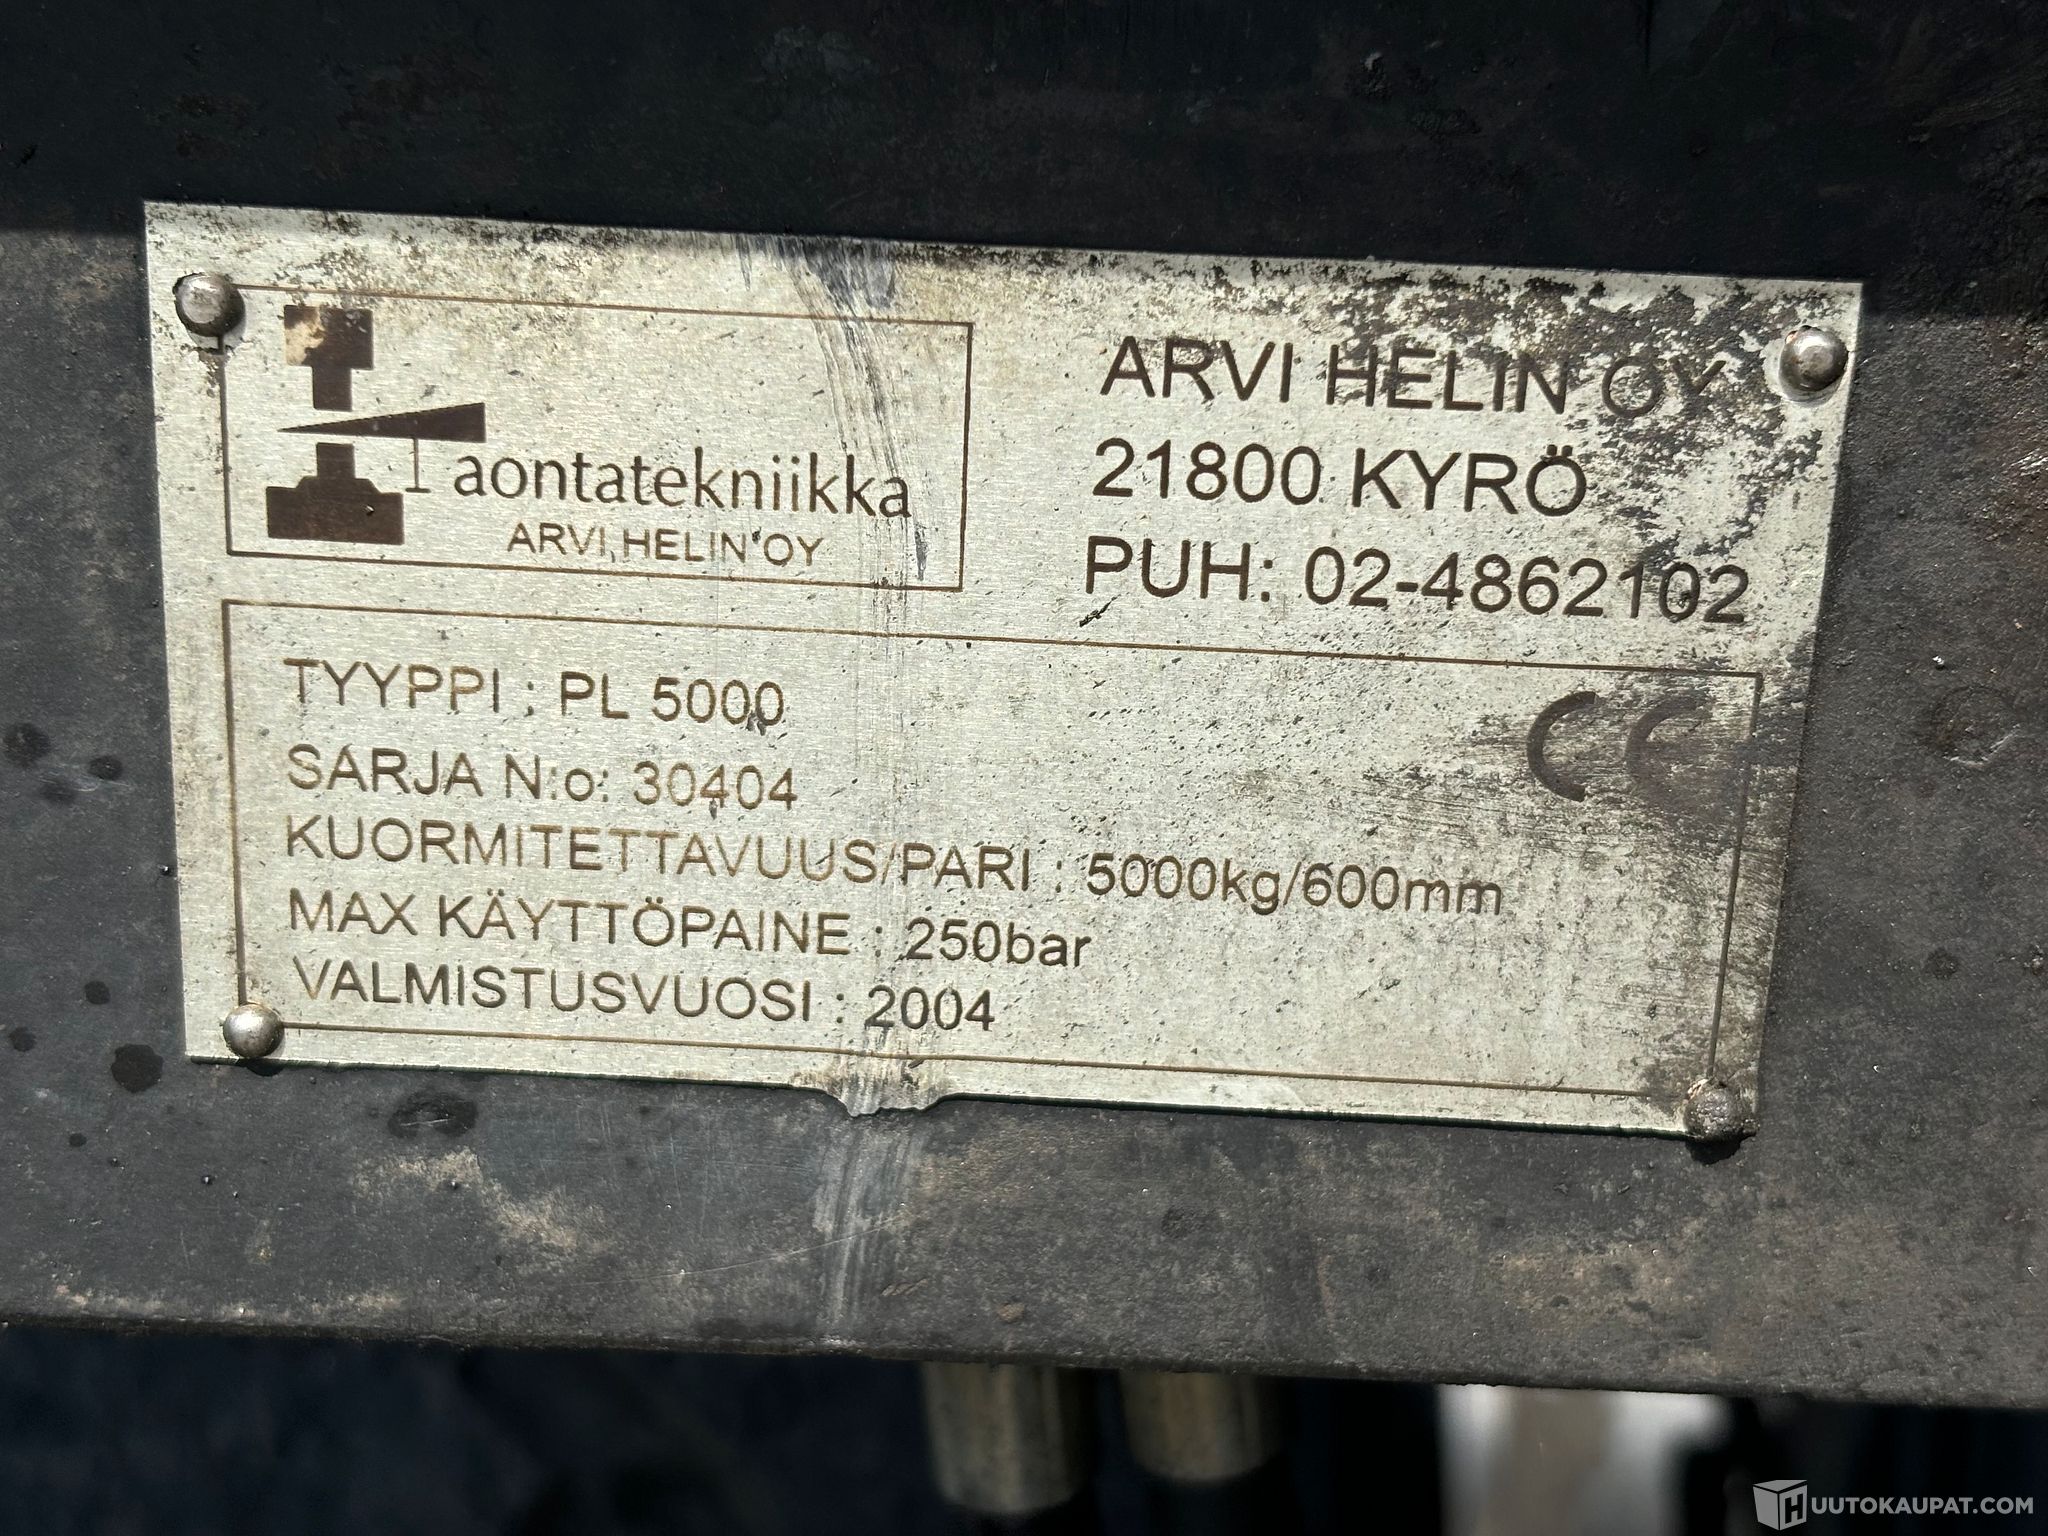 Taontatekniikka
ARVI HELIN OY
ARVI HELIN OY
21800 KYRÖ
PUH: 02-4862102
TYYPPI : PL 5000
SARJA N:o: 30404
KUORMITETTAVUUS/PARI : 5000kg/600mm
MAX KÄYTTÖPAINE : 250bar
VALMISTUSVUOSI : 2004
CE
HUUTOKAUPAT.COM